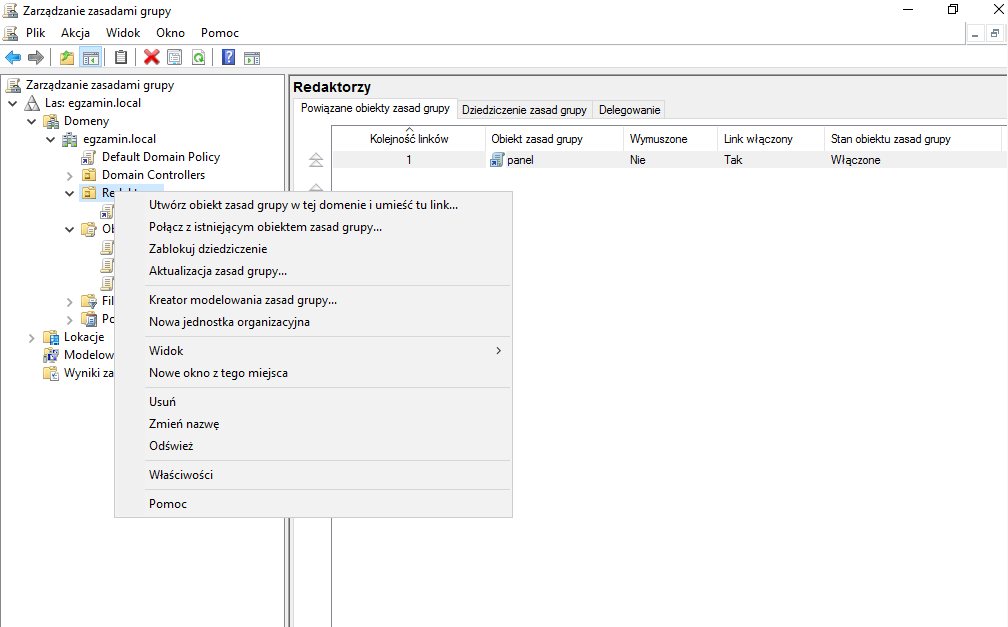 Zarządzanie zasadami grupy
Plik Akcja Widok Okno Pomoc
Zarządzanie zasadami grupy
Las: egzamin.local
Domeny
egzamin.local
Default Domain Policy
Domain Controllers
Lokacje
Modelow
Wyniki za
Redaktorzy
Powiązane obiekty zasad grupy Dziedziczenie zasad grupy Delegowanie
Kolejność linków Obiekt zasad grupy Wymuszone Link włączony Stan obiektu zasad grupy
1 panel Nie Tak Włączone
Utwórz obiekt zasad grupy w tej domenie i umieść tu link...
Połącz z istniejącym obiektem zasad grupy...
Zablokuj dziedziczenie
Aktualizacja zasad grupy...
Kreator modelowania zasad grupy...
Nowa jednostka organizacyjna
Widok
Nowe okno z tego miejsca
Usuń
Zmień nazwę
Odśwież
Właściwości
Pomoc